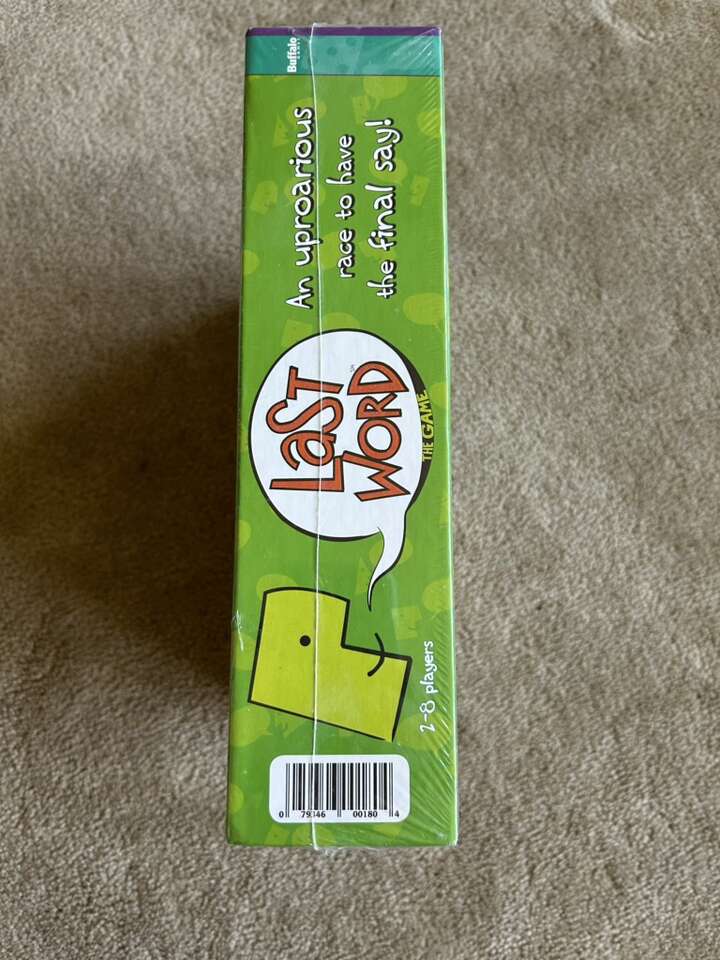 Buffalo
GAMES
An uproarious
race to have
the final say!
LaST
WORD
THE GAME
2-8 players
0 79346 00180 4